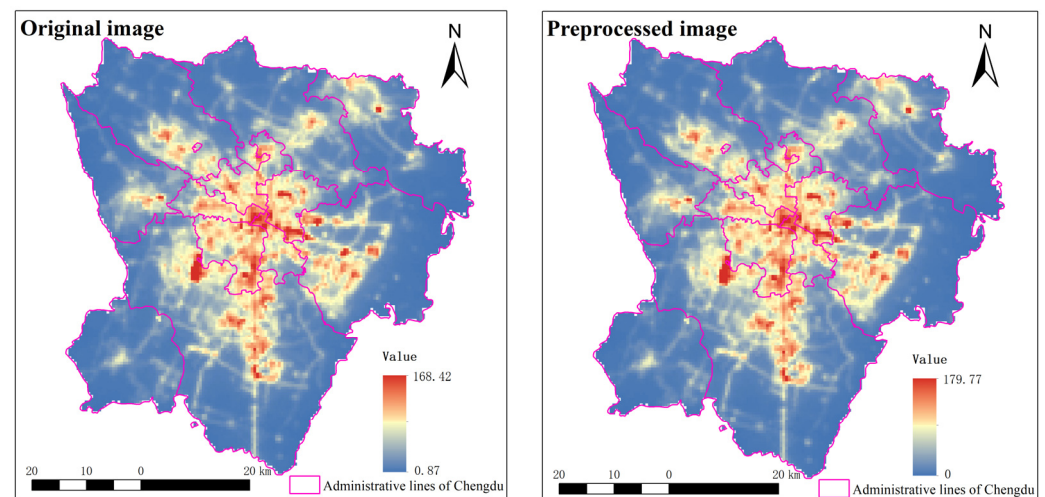 Original image
N
Value
168.42
0.87
20 10 0 20 km
Administrative lines of Chengdu
Preprocessed image
N
Value
179.77
0
20 10 0 20 km
Administrative lines of Chengdu